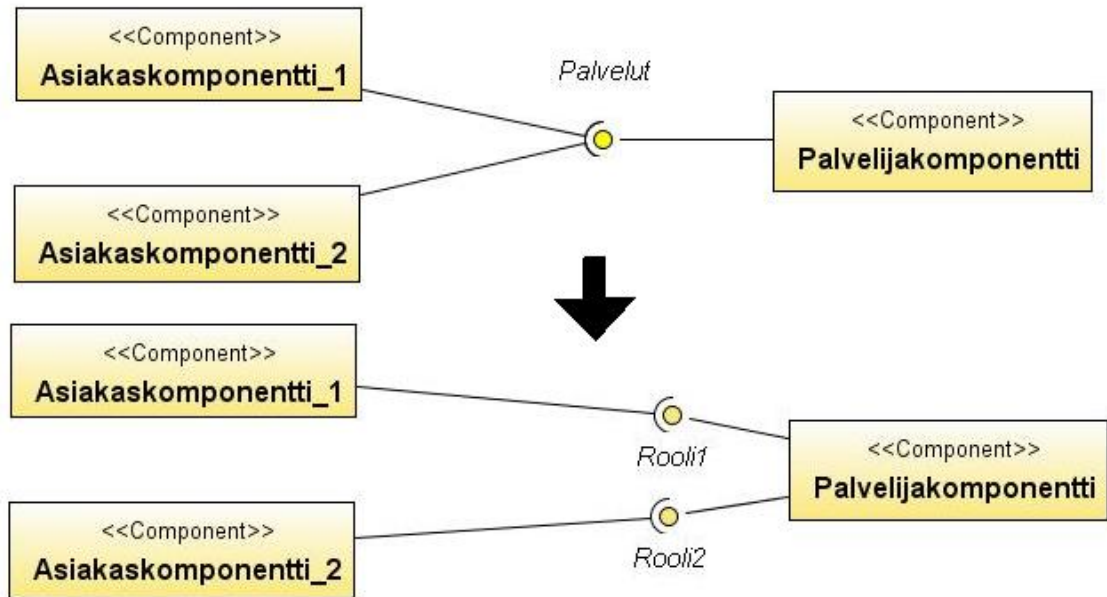 <<Component>>
Asiakaskomponentti_1
Palvelut
<<Component>>
Palvelijakomponentti
<<Component>>
Asiakaskomponentti_2
<<Component>>
Asiakaskomponentti_1
Rooli1
<<Component>>
Palvelijakomponentti
<<Component>>
Asiakaskomponentti_2
Rooli2